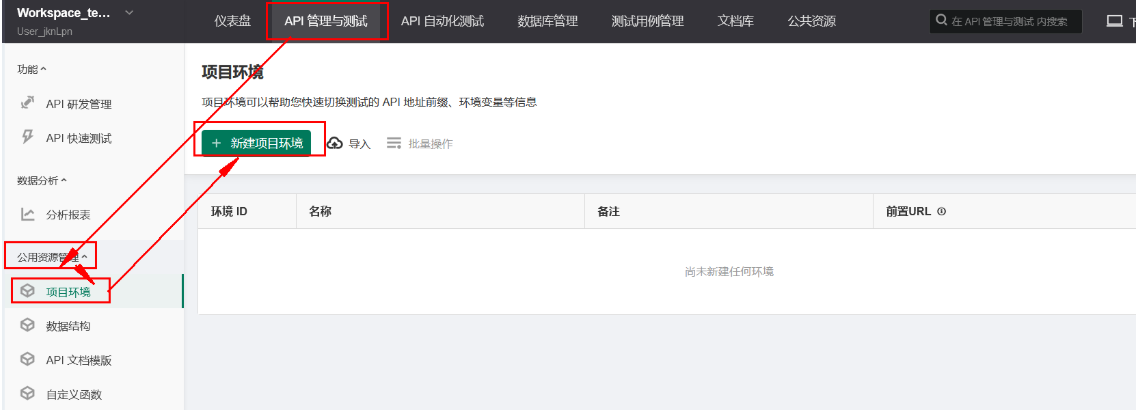 Workspace_te...
User_jknLpn
仪表盘
API 管理与测试
API 自动化测试
数据库管理
测试用例管理
文档库
公共资源
在 API 管理与测试 内搜索
功能
API 研发管理
API 快速测试
数据分析
分析报表
公用资源管理
项目环境
数据结构
API 文档模版
自定义函数
项目环境
项目环境可以帮助您快速切换测试的 API 地址前缀、环境变量等信息
+ 新建项目环境
导入
批量操作
环境 ID
名称
备注
前置URL
尚未新建任何环境